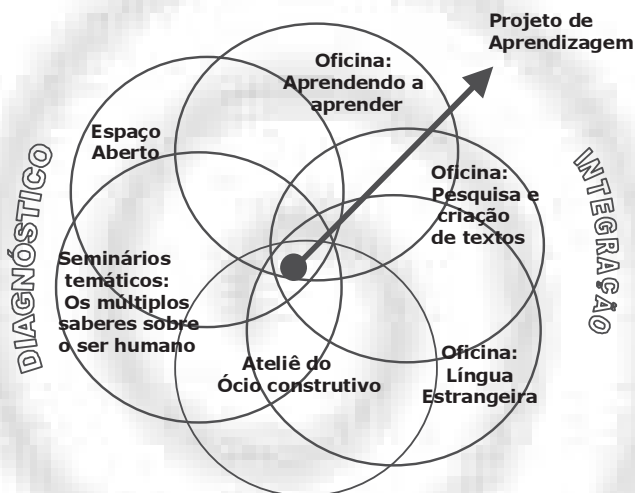 Projeto de
Aprendizagem
Oficina:
Aprendendo a
aprender
Espaço
Aberto
Oficina:
Pesquisa e
criação
de textos
DIAGNÓSTICO
INTEGRAÇÃO
Seminários
temáticos:
Os múltiplos
saberes sobre
o ser humano
Ateliê do
Ócio construtivo
Oficina:
Língua
Estrangeira